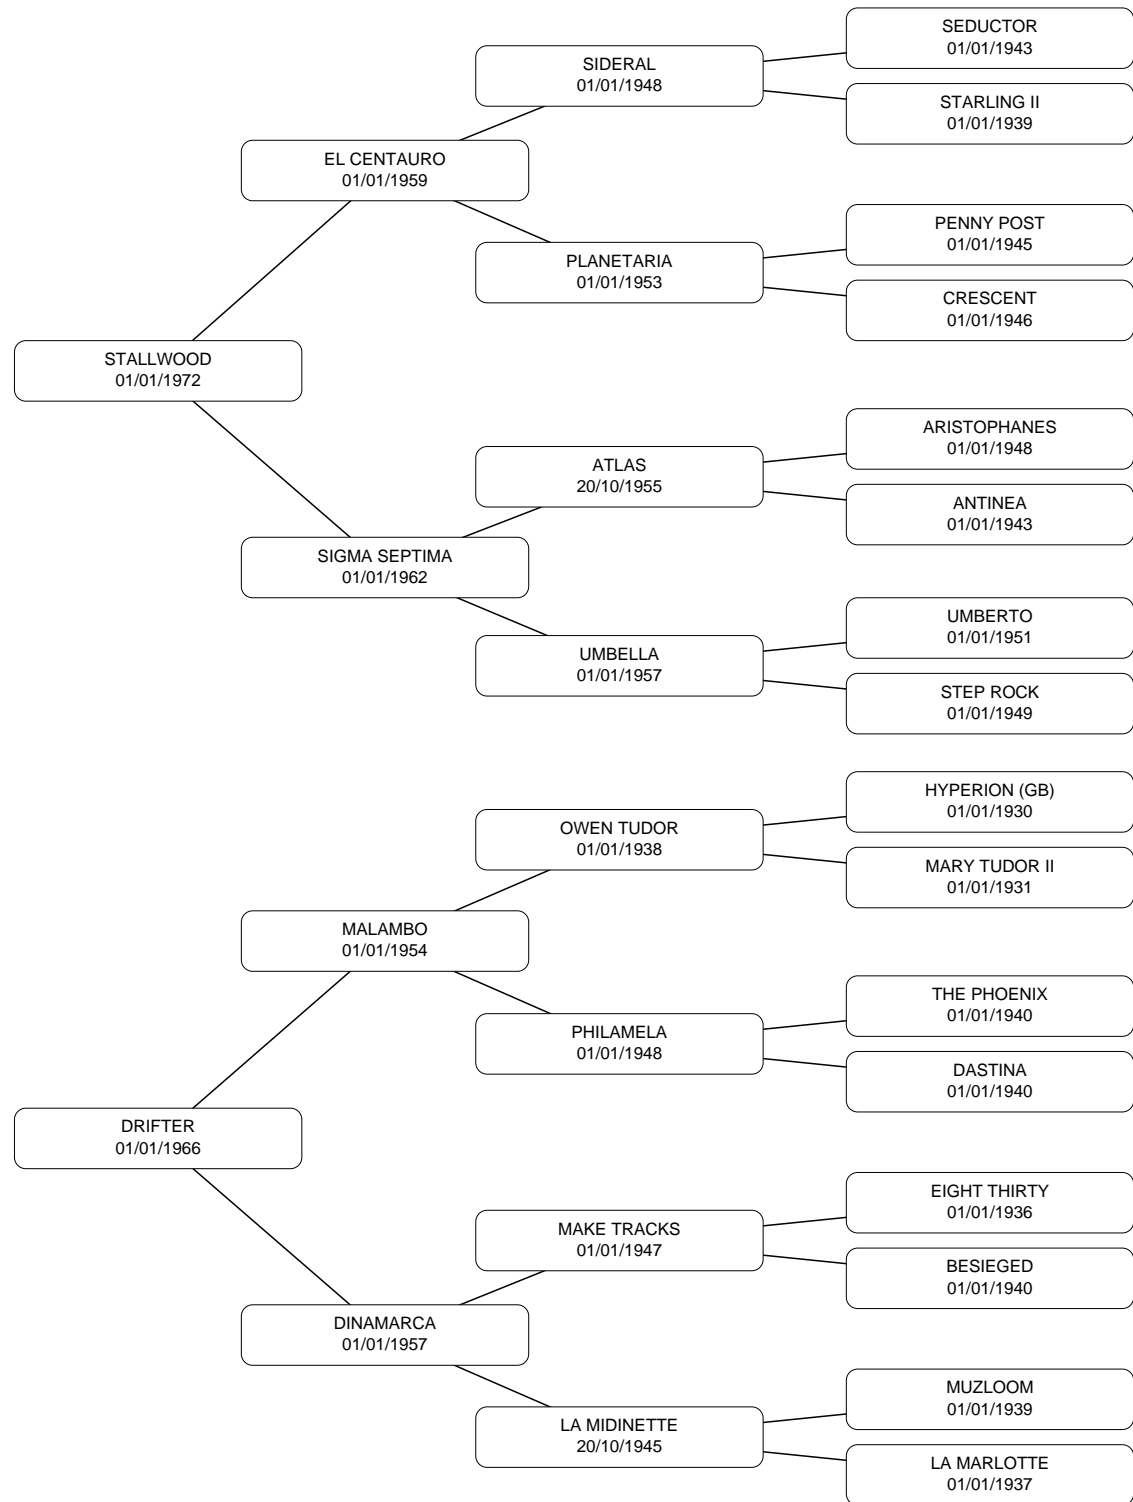 SEDUCTOR
01/01/1943
SIDERAL
01/01/1948
STARLING II
01/01/1939
EL CENTAURO
01/01/1959
PENNY POST
01/01/1945
PLANETARIA
01/01/1953
CRESCENT
01/01/1946
STALLWOOD
01/01/1972
ARISTOPHANES
01/01/1948
ATLAS
20/10/1955
ANTINEA
01/01/1943
SIGMA SEPTIMA
01/01/1962
UMBERTO
01/01/1951
UMBELLA
01/01/1957
STEP ROCK
01/01/1949
HYPERION (GB)
01/01/1930
OWEN TUDOR
01/01/1938
MARY TUDOR II
01/01/1931
MALAMBO
01/01/1954
THE PHOENIX
01/01/1940
PHILAMELA
01/01/1948
DASTINA
01/01/1940
DRIFTER
01/01/1966
EIGHT THIRTY
01/01/1936
MAKE TRACKS
01/01/1947
BESIEGED
01/01/1940
DINAMARCA
01/01/1957
MUZLOOM
01/01/1939
LA MIDINETTE
20/10/1945
LA MARLOTTE
01/01/1937